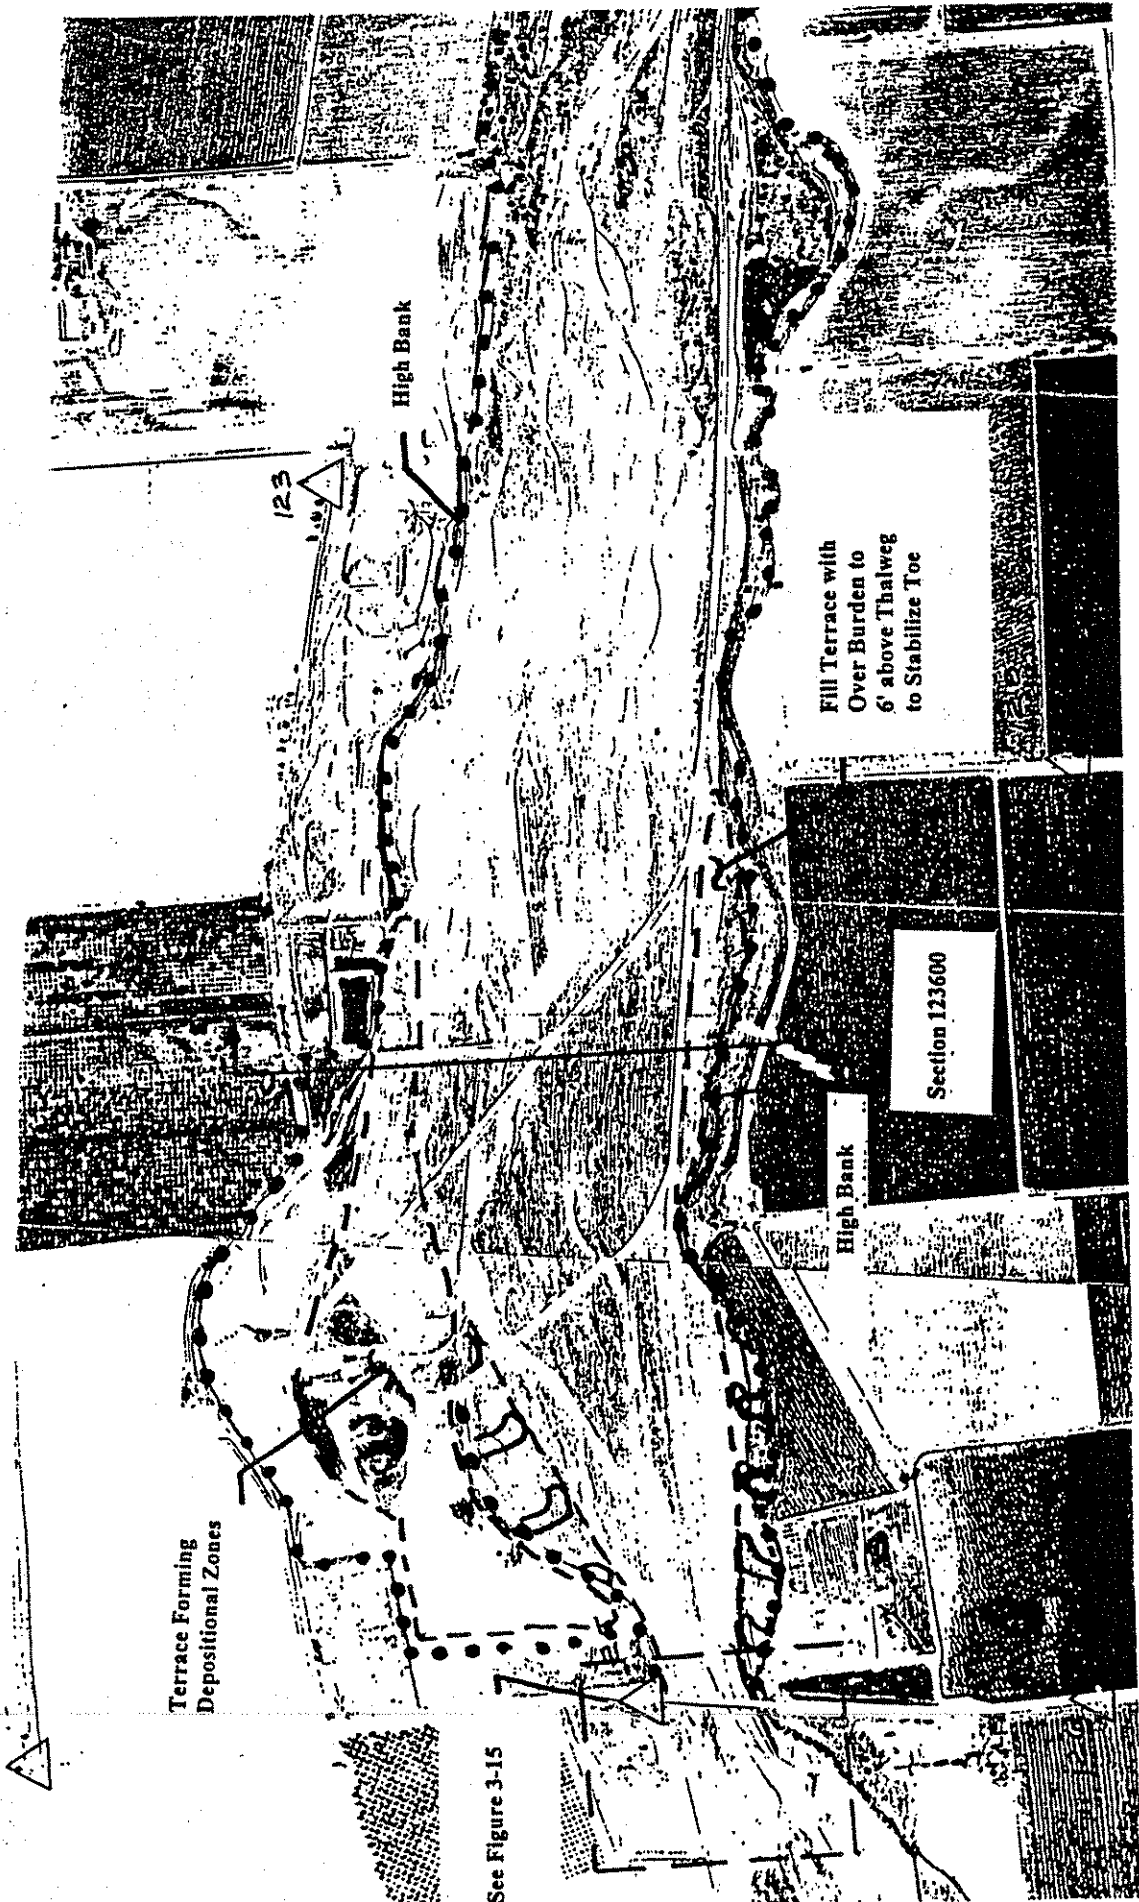 Terrace Forming
Depositional Zones
See Figure 3-15
123
High Bank
Fill Terrace with
Over Burden to
6' above Thalweg
to Stabilize Toe
Section 123600
High Bank